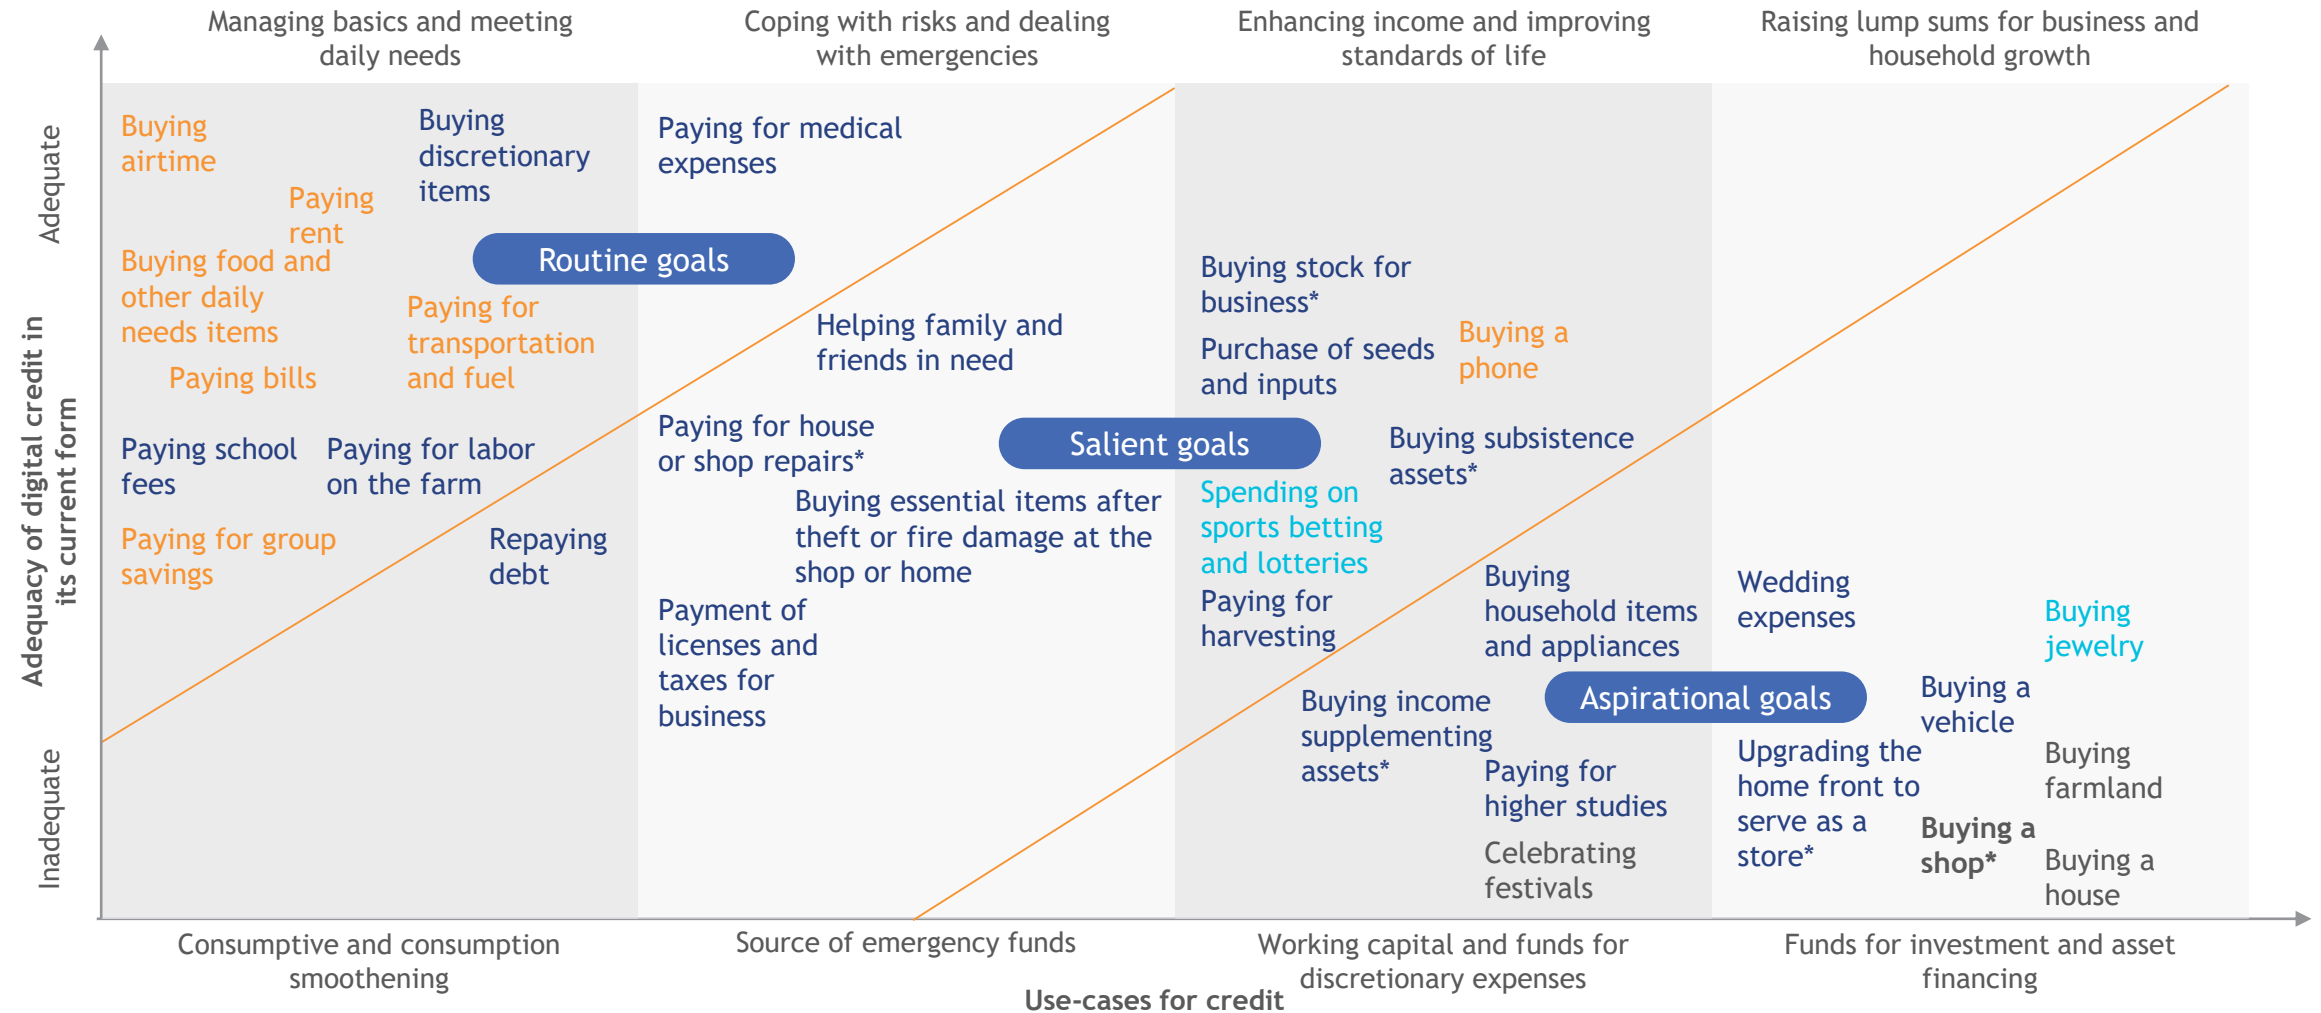 Managing basics and meeting
daily needs
Coping with risks and dealing
with emergencies
Enhancing income and improving
standards of life
Raising lump sums for business and
household growth
Adequacy of digital credit in
its current form
Adequate
Inadequate
Buying
airtime
Buying
discretionary
items
Paying
rent
Buying food and
other daily
needs items
Paying for
transportation
and fuel
Paying bills
Paying school
fees
Paying for labor
on the farm
Paying for group
savings
Repaying
debt
Routine goals
Paying for medical
expenses
Helping family and
friends in need
Paying for house
or shop repairs*
Buying essential items after
theft or fire damage at the
shop or home
Payment of
licenses and
taxes for
business
Salient goals
Buying stock for
business*
Purchase of seeds
and inputs
Buying a
phone
Buying subsistence
assets*
Spending on
sports betting
and lotteries
Paying for
harvesting
Buying
household items
and appliances
Buying income
supplementing
assets*
Paying for
higher studies
Celebrating
festivals
Aspirational goals
Wedding
expenses
Buying
jewelry
Buying a
vehicle
Upgrading the
home front to
serve as a
store*
Buying
farmland
Buying a
shop*
Buying a
house
Consumptive and consumption
smoothening
Source of emergency funds
Working capital and funds for
discretionary expenses
Funds for investment and asset
financing
Use-cases for credit